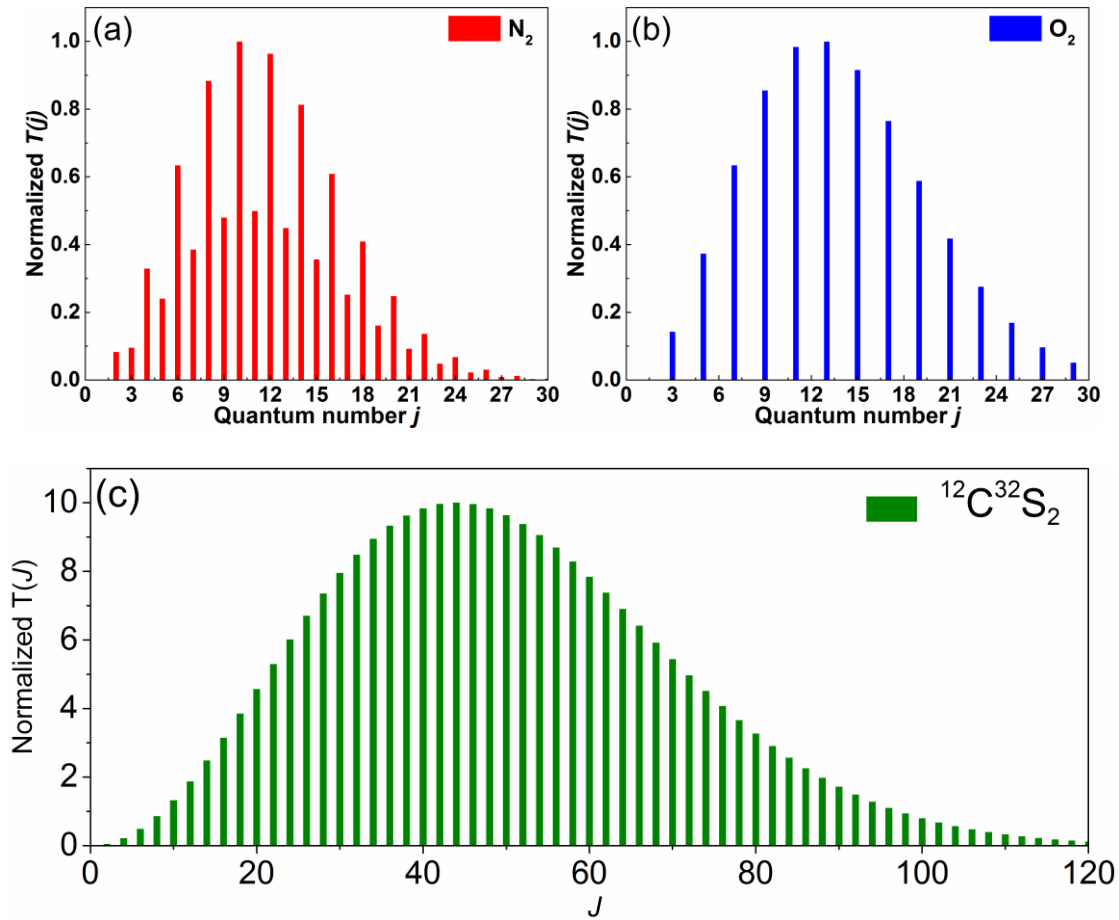 (a)
N₂
1.0
0.8
0.6
0.4
0.2
0.0
Normalized T(j)
0 3 6 9 12 15 18 21 24 27 30
Quantum number j
(b)
O₂
1.0
0.8
0.6
0.4
0.2
0.0
Normalized T(j)
0 3 6 9 12 15 18 21 24 27 30
Quantum number j
(c)
¹²C³²S₂
10
8
6
4
2
0
Normalized T(J)
0 20 40 60 80 100 120
J